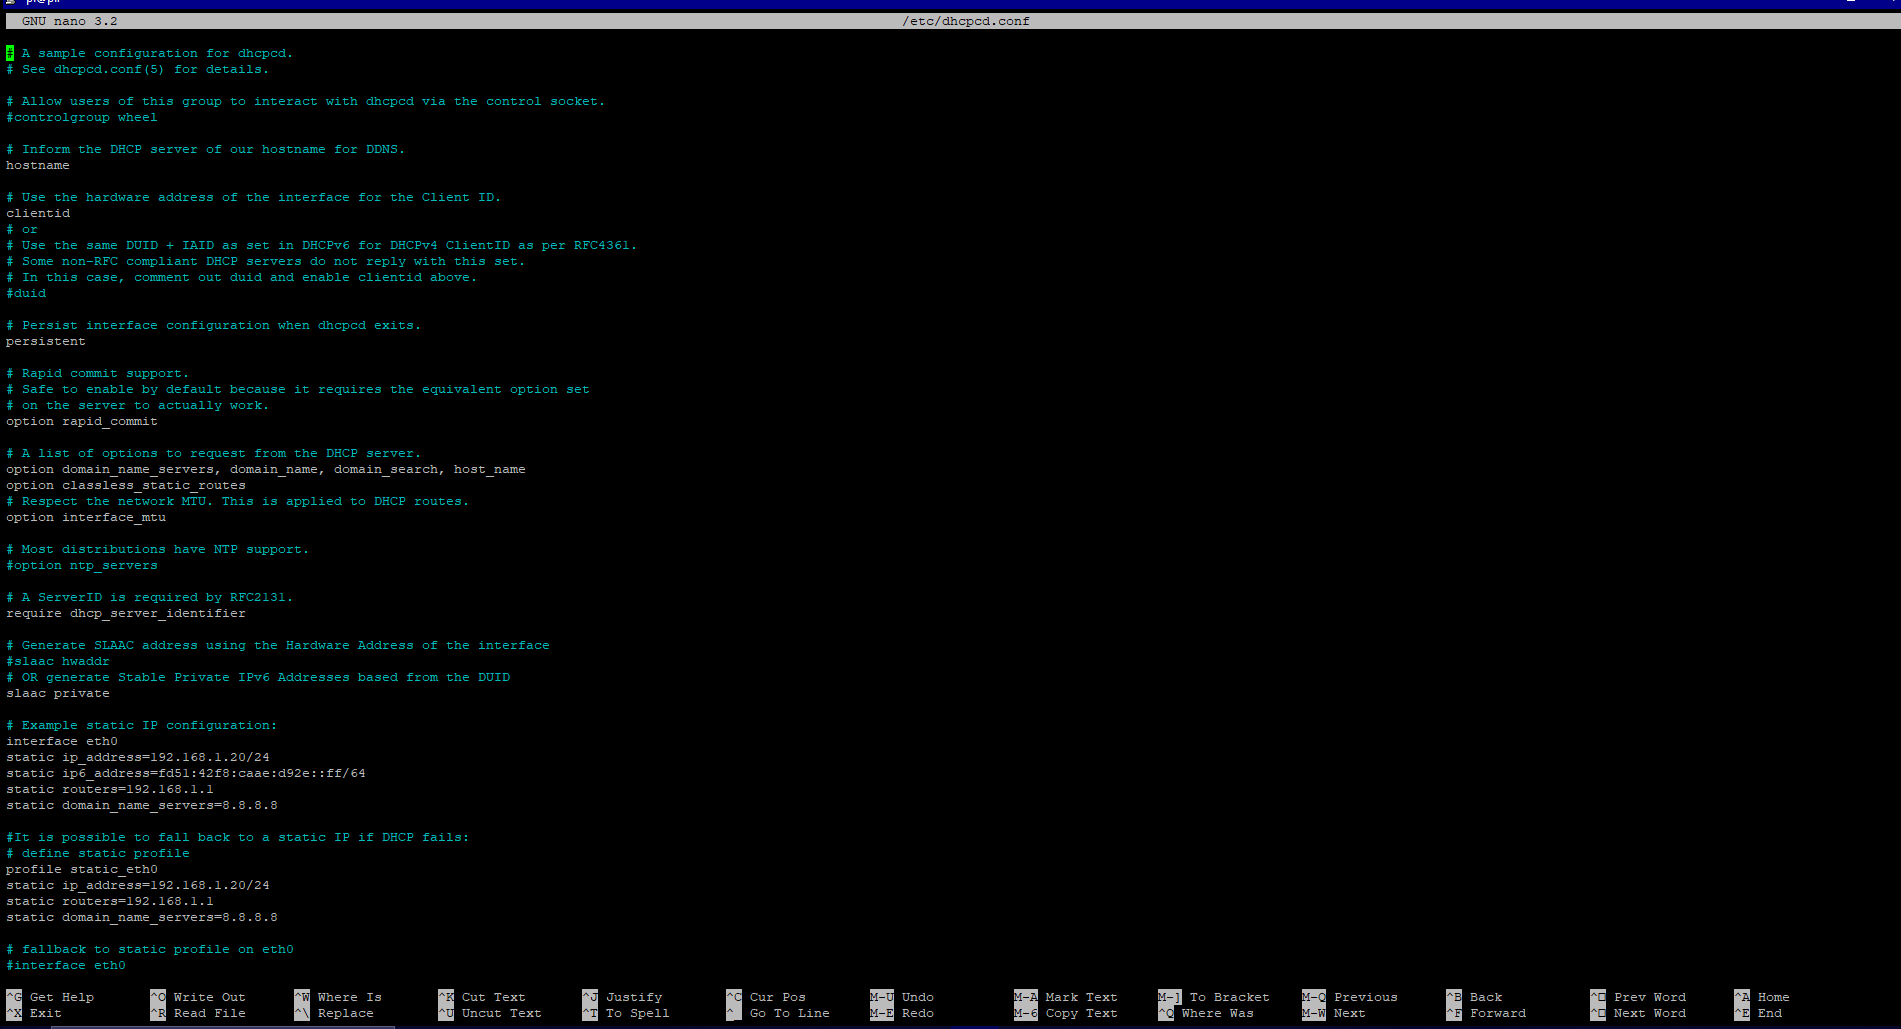 GNU nano 3.2 /etc/dhcpcd.conf
# A sample configuration for dhcpcd.
# See dhcpcd.conf(5) for details.
# Allow users of this group to interact with dhcpcd via the control socket.
#controlgroup wheel
# Inform the DHCP server of our hostname for DDNS.
hostname
# Use the hardware address of the interface for the Client ID.
clientid
# or
# Use the same DUID + IAID as set in DHCPv6 for DHCPv4 ClientID as per RFC4361.
# Some non-RFC compliant DHCP servers do not reply with this set.
# In this case, comment out duid and enable clientid above.
#duid
# Persist interface configuration when dhcpcd exits.
persistent
# Rapid commit support.
# Safe to enable by default because it requires the equivalent option set
# on the server to actually work.
option rapid_commit
# A list of options to request from the DHCP server.
option domain_name_servers, domain_name, domain_search, host_name
option classless_static_routes
# Respect the network MTU. This is applied to DHCP routes.
option interface_mtu
# Most distributions have NTP support.
#option ntp_servers
# A ServerID is required by RFC2131.
require dhcp_server_identifier
# Generate SLAAC address using the Hardware Address of the interface
#slaac hwaddr
# OR generate Stable Private IPv6 Addresses based from the DUID
slaac private
# Example static IP configuration:
interface eth0
static ip_address=192.168.1.20/24
static ip6_address=fd51:42f8:caae:d92e::ff/64
static routers=192.168.1.1
static domain_name_servers=8.8.8.8
#It is possible to fall back to a static IP if DHCP fails:
# define static profile
profile static_eth0
static ip_address=192.168.1.20/24
static routers=192.168.1.1
static domain_name_servers=8.8.8.8
# fallback to static profile on eth0
#interface eth0
^G Get Help ^O Write Out ^W Where Is ^K Cut Text ^J Justify ^C Cur Pos M-U Undo M-A Mark Text M-] To Bracket M-Q Previous ^B Back ^□ Prev Word ^A Home
^X Exit ^R Read File ^\ Replace ^U Uncut Text ^T To Spell ^_ Go To Line M-E Redo M-6 Copy Text ^Q Where Was M-W Next ^F Forward ^□ Next Word ^E End